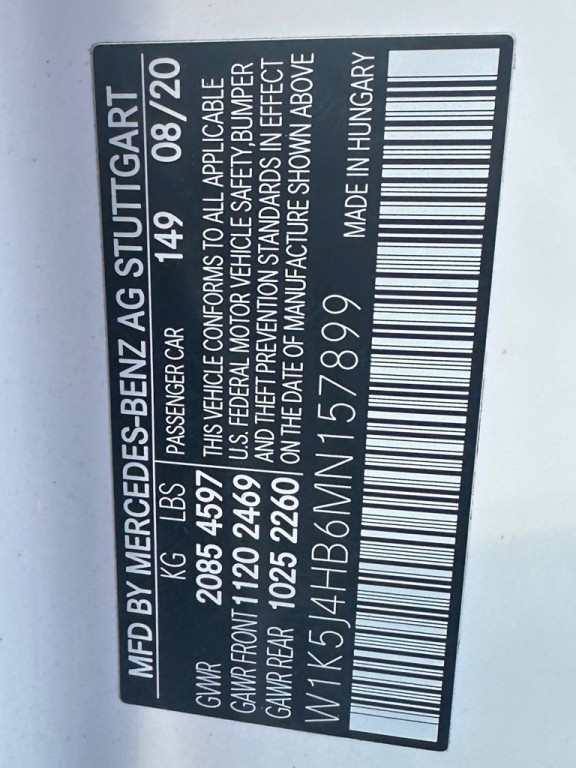 MFD BY MERCEDES-BENZ AG STUTTGART
KG LBS PASSENGER CAR 149 08/20
GVWR 2085 4597
GAWR FRONT 1120 2469
GAWR REAR 1025 2260
THIS VEHICLE CONFORMS TO ALL APPLICABLE
U.S. FEDERAL MOTOR VEHICLE SAFETY,BUMPER
AND THEFT PREVENTION STANDARDS IN EFFECT
ON THE DATE OF MANUFACTURE SHOWN ABOVE
W1K5J4HB6MN157899
MADE IN HUNGARY